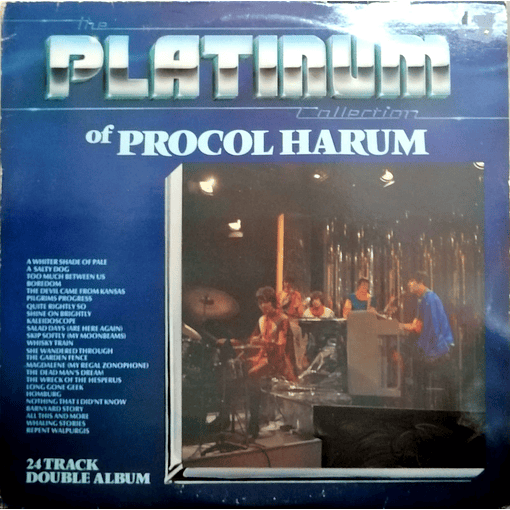 the
PLATINUM
Collection
of PROCOL HARUM
A WHITER SHADE OF PALE
A SALTY DOG
TOO MUCH BETWEEN US
BOREDOM
THE DEVIL CAME FROM KANSAS
PILGRIMS PROGRESS
QUITE RIGHTLY SO
SHINE ON BRIGHTLY
KALEIDOSCOPE
SALAD DAYS (ARE HERE AGAIN)
SKIP SOFTLY (MY MOONBEAMS)
WHISKY TRAIN
SHE WANDERED THROUGH
THE GARDEN FENCE
MAGDALENE (MY REGAL ZONOPHONE)
THE DEAD MAN'S DREAM
THE WRECK OF THE HESPERUS
LONG GONE GEEK
HOMBURG
NOTHING THAT I DIDN'T KNOW
BARNYARD STORY
ALL THIS AND MORE
WHALING STORIES
REPENT WALPURGIS
24 TRACK
DOUBLE ALBUM